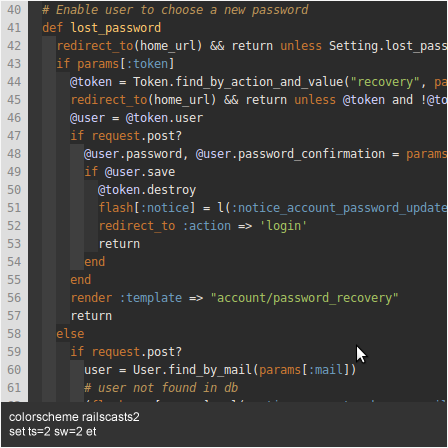 40 # Enable user to choose a new password
41 def lost_password
42 redirect_to(home_url) && return unless Setting.lost_pass
43 if params[:token]
44 @token = Token.find_by_action_and_value("recovery", pa
45 redirect_to(home_url) && return unless @token and !@to
46 @user = @token.user
47 if request.post?
48 @user.password, @user.password_confirmation = params
49 if @user.save
50 @token.destroy
51 flash[:notice] = l(:notice_account_password_update
52 redirect_to :action => 'login'
53 return
54 end
55 end
56 render :template => "account/password_recovery"
57 return
58 else
59 if request.post?
60 user = User.find_by_mail(params[:mail])
61 # user not found in db
colorscheme railscasts2
set ts=2 sw=2 et